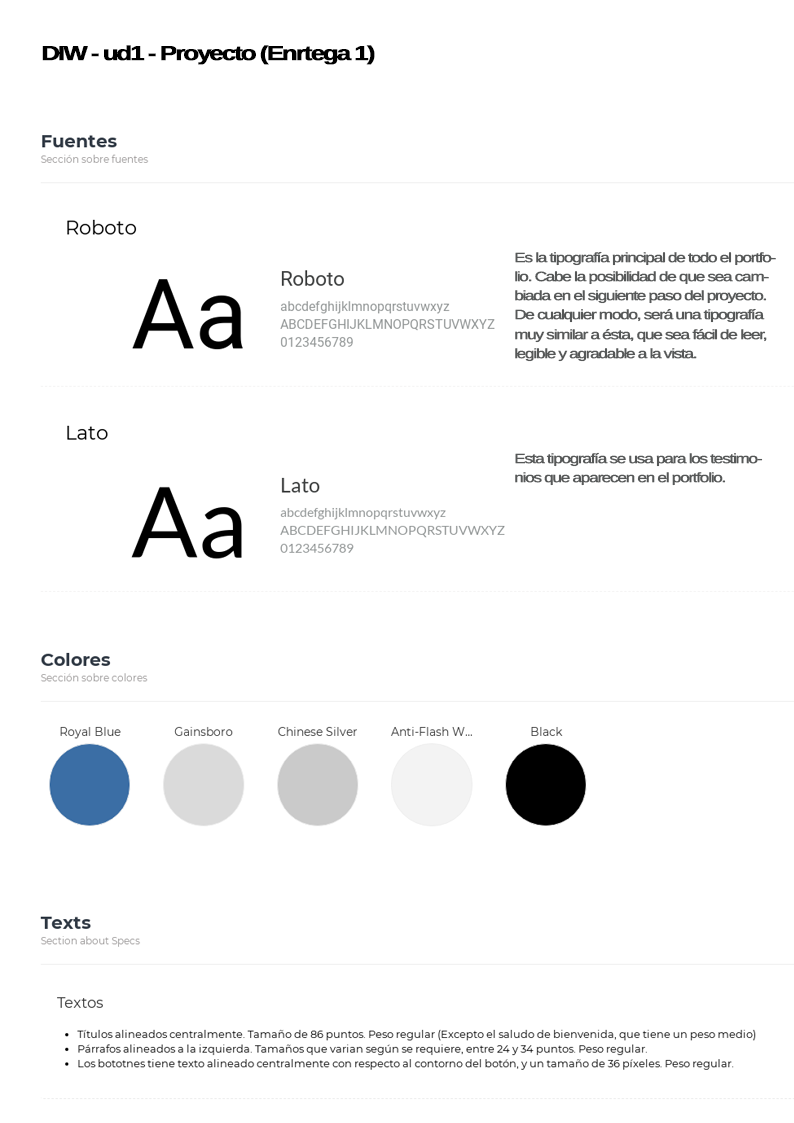 DIW - ud1 - Proyecto (Enrtega 1)
Fuentes
Sección sobre fuentes
Roboto
Aa
Roboto
abcdefghijklmnopqrstuvwxyz
ABCDEFGHIJKLMNOPQRSTUVWXYZ
0123456789
Es la tipografía principal de todo el portfo-
lio. Cabe la posibilidad de que sea cam-
biada en el siguiente paso del proyecto.
De cualquier modo, será una tipografía
muy similar a ésta, que sea fácil de leer,
legible y agradable a la vista.
Lato
Aa
Lato
abcdefghijklmnopqrstuvwxyz
ABCDEFGHIJKLMNOPQRSTUVWXYZ
0123456789
Esta tipografía se usa para los testimo-
nios que aparecen en el portfolio.
Colores
Sección sobre colores
Royal Blue
Gainsboro
Chinese Silver
Anti-Flash W...
Black
Texts
Section about Specs
Textos
• Títulos alineados centralmente. Tamaño de 86 puntos. Peso regular (Excepto el saludo de bienvenida, que tiene un peso medio)
• Párrafos alineados a la izquierda. Tamaños que varian según se requiere, entre 24 y 34 puntos. Peso regular.
• Los bototnes tiene texto alineado centralmente con respecto al contorno del botón, y un tamaño de 36 píxeles. Peso regular.